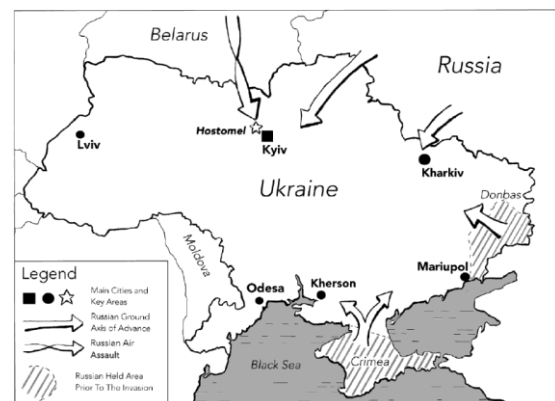 Belarus
Russia
Hostomel
Kyiv
Lviv
Kharkiv
Ukraine
Donbas
Moldova
Mariupol
Odesa
Kherson
Crimea
Black Sea
Legend
Main Cities and
Key Areas
Russian Ground
Axis of Advance
Russian Air
Assault
Russian Held Area
Prior To The Invasion